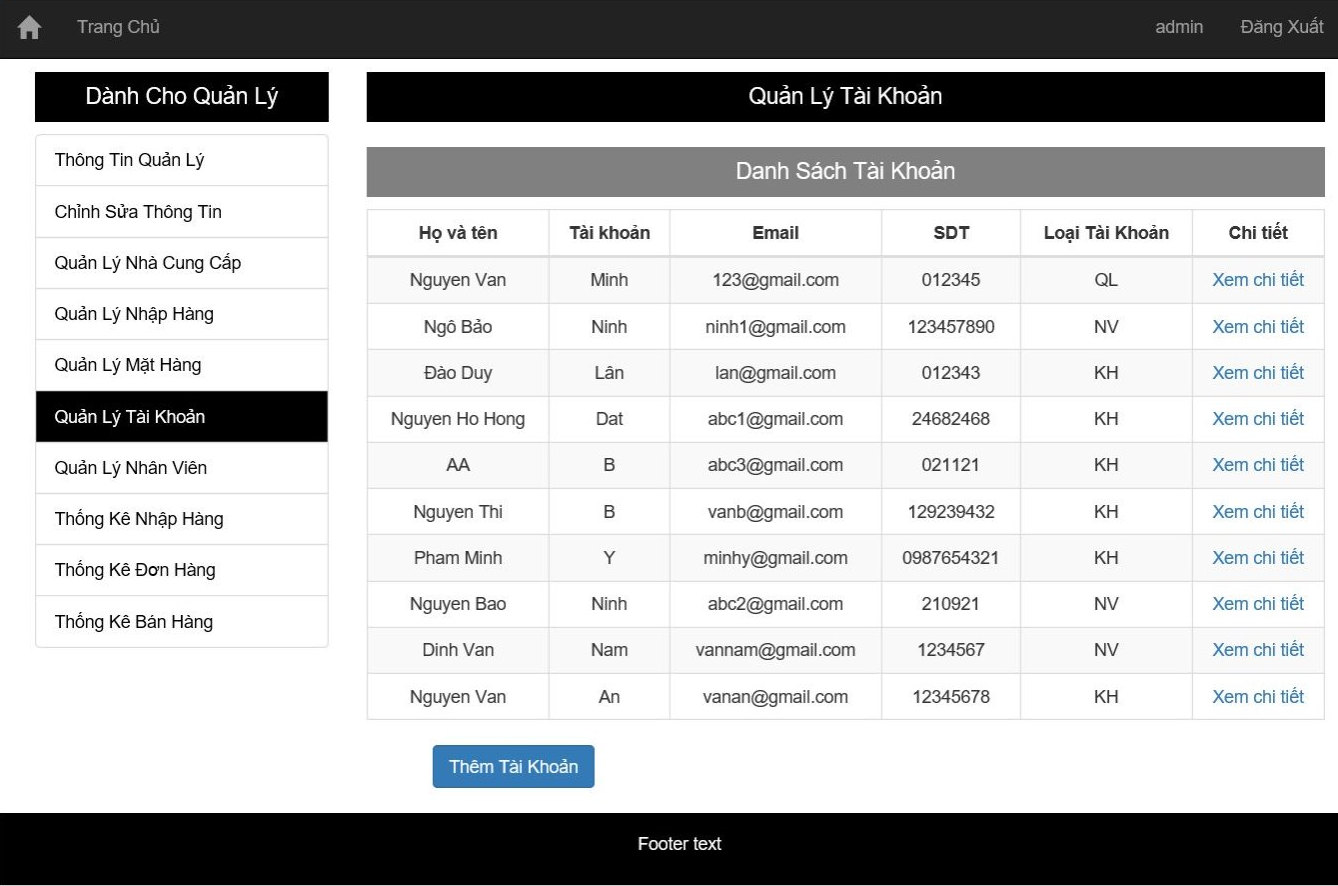 Trang Chủ admin Đăng Xuất
Dành Cho Quản Lý
Thông Tin Quản Lý
Chỉnh Sửa Thông Tin
Quản Lý Nhà Cung Cấp
Quản Lý Nhập Hàng
Quản Lý Mặt Hàng
Quản Lý Tài Khoản
Quản Lý Nhân Viên
Thống Kê Nhập Hàng
Thống Kê Đơn Hàng
Thống Kê Bán Hàng
Quản Lý Tài Khoản
Danh Sách Tài Khoản
Họ và tên Tài khoản Email SDT Loại Tài Khoản Chi tiết
Nguyen Van Minh 123@gmail.com 012345 QL Xem chi tiết
Ngô Bảo Ninh ninh1@gmail.com 123457890 NV Xem chi tiết
Đào Duy Lân lan@gmail.com 012343 KH Xem chi tiết
Nguyen Ho Hong Dat abc1@gmail.com 24682468 KH Xem chi tiết
AA B abc3@gmail.com 021121 KH Xem chi tiết
Nguyen Thi B vanb@gmail.com 129239432 KH Xem chi tiết
Pham Minh Y minhy@gmail.com 0987654321 KH Xem chi tiết
Nguyen Bao Ninh abc2@gmail.com 210921 NV Xem chi tiết
Dinh Van Nam vannam@gmail.com 1234567 NV Xem chi tiết
Nguyen Van An vanan@gmail.com 12345678 KH Xem chi tiết
Thêm Tài Khoản
Footer text